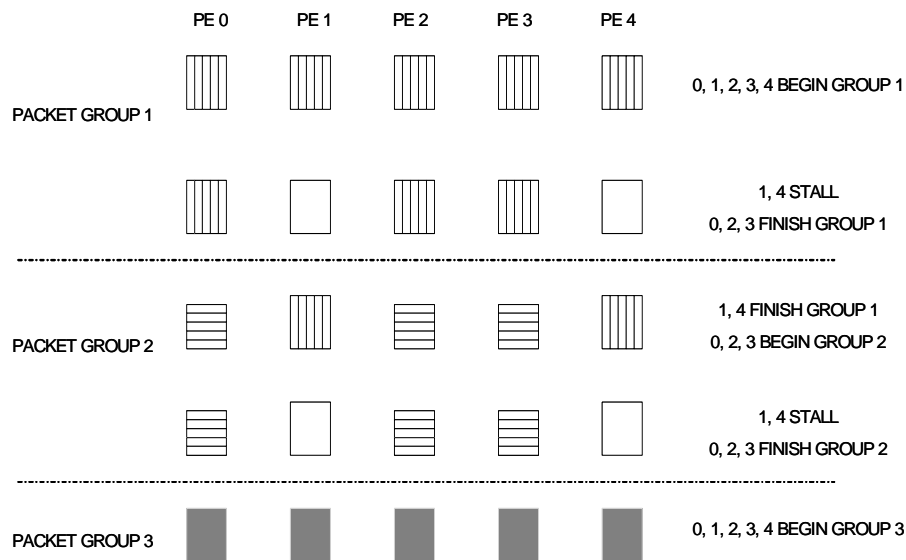 PE 0 PE 1 PE 2 PE 3 PE 4
0, 1, 2, 3, 4 BEGIN GROUP 1
PACKET GROUP 1
1, 4 STALL
0, 2, 3 FINISH GROUP 1
1, 4 FINISH GROUP 1
0, 2, 3 BEGIN GROUP 2
PACKET GROUP 2
1, 4 STALL
0, 2, 3 FINISH GROUP 2
0, 1, 2, 3, 4 BEGIN GROUP 3
PACKET GROUP 3